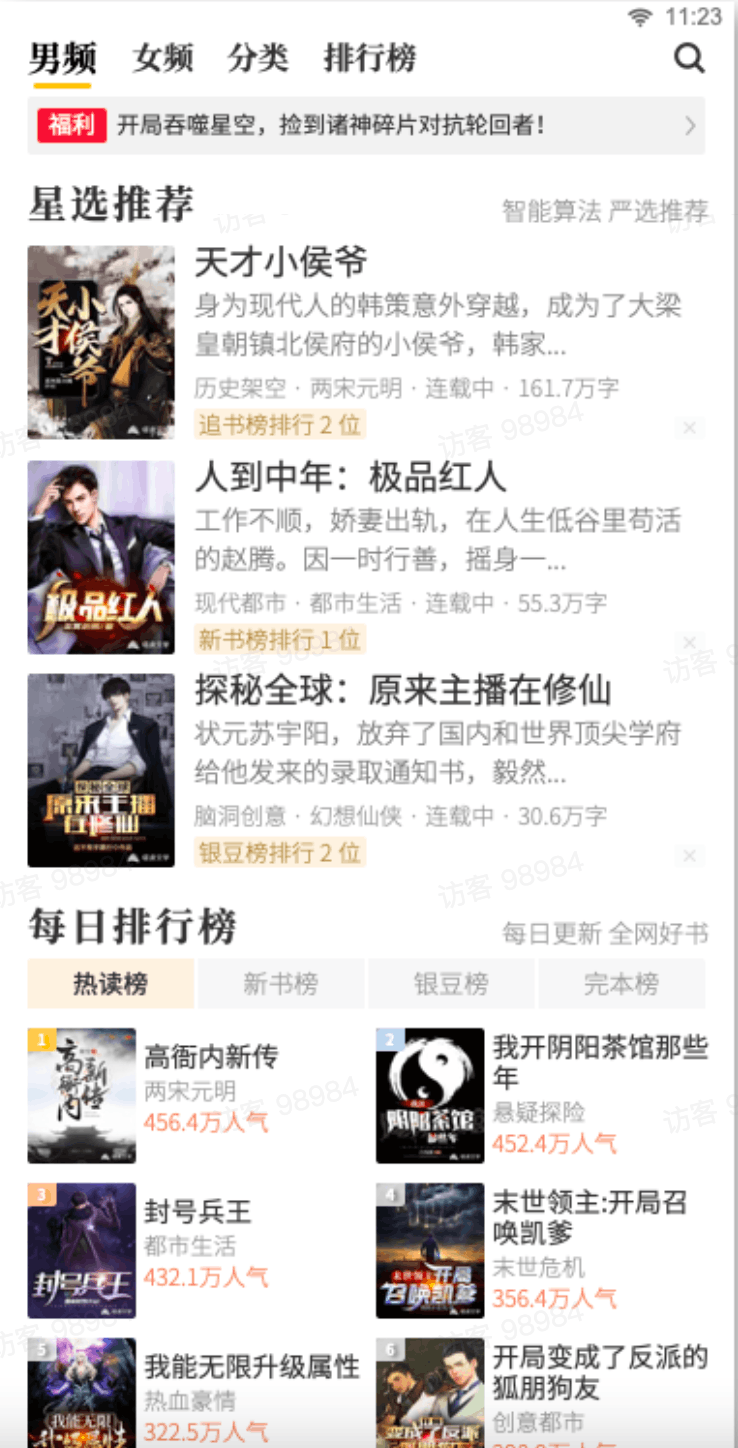 11:23
男频 女频 分类 排行榜
福利 开局吞噬星空，捡到诸神碎片对抗轮回者！
星选推荐
智能算法 严选推荐
天才小侯爷
天才小侯爷
身为现代人的韩策意外穿越，成为了大梁
皇朝镇北侯府的小侯爷，韩家...
历史架空 · 两宋元明 · 连载中 · 161.7万字
追书榜排行 2 位
极品红人
人到中年：极品红人
工作不顺，娇妻出轨，在人生低谷里苟活
的赵腾。因一时行善，摇身一...
现代都市 · 都市生活 · 连载中 · 55.3万字
新书榜排行 1 位
探秘全球
原来主播
在修仙
探秘全球：原来主播在修仙
状元苏宇阳，放弃了国内和世界顶尖学府
给他发来的录取通知书，毅然...
脑洞创意 · 幻想仙侠 · 连载中 · 30.6万字
银豆榜排行 2 位
每日排行榜
每日更新 全网好书
热读榜 新书榜 银豆榜 完本榜
1
高衙内新传
高衙内新传
两宋元明
456.4万人气
2
阴阳茶馆
那些年
我开阴阳茶馆那些
年
悬疑探险
452.4万人气
3
封号兵王
封号兵王
都市生活
432.1万人气
4
末世领主开局
召唤凯爹
末世领主:开局召
唤凯爹
末世危机
356.4万人气
5
我能无限
升级属性
我能无限升级属性
热血豪情
322.5万人气
6
开局
变成了反派
开局变成了反派的
狐朋狗友
创意都市
访客 98984